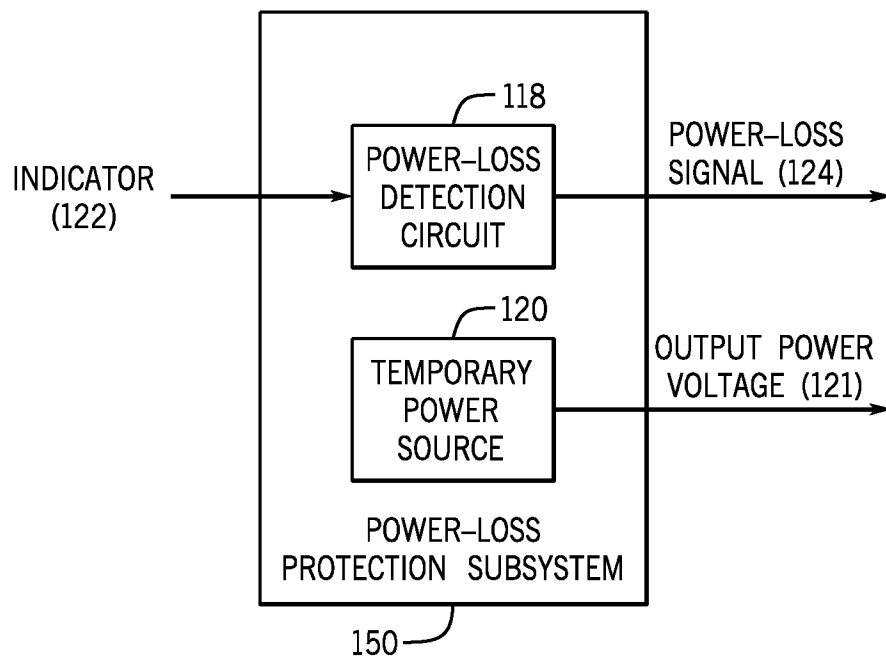 118
POWER–LOSS
DETECTION
CIRCUIT
INDICATOR
(122)
POWER–LOSS
SIGNAL (124)
120
TEMPORARY
POWER
SOURCE
OUTPUT POWER
VOLTAGE (121)
POWER–LOSS
PROTECTION SUBSYSTEM
150